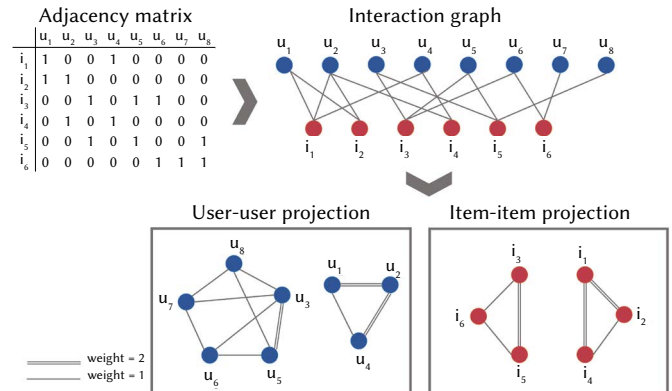 Adjacency matrix
u1 u2 u3 u4 u5 u6 u7 u8
i1 1 0 0 1 0 0 0 0
i2 1 1 0 0 0 0 0 0
i3 0 0 1 0 1 1 0 0
i4 0 1 0 1 0 0 0 0
i5 0 0 1 0 1 0 0 1
i6 0 0 0 0 0 1 1 1
Interaction graph
u1 u2 u3 u4 u5 u6 u7 u8
i1 i2 i3 i4 i5 i6
User-user projection
u8
u7
u3
u6
u5
u1
u2
u4
Item-item projection
i3
i6
i5
i1
i2
i4
weight = 2
weight = 1